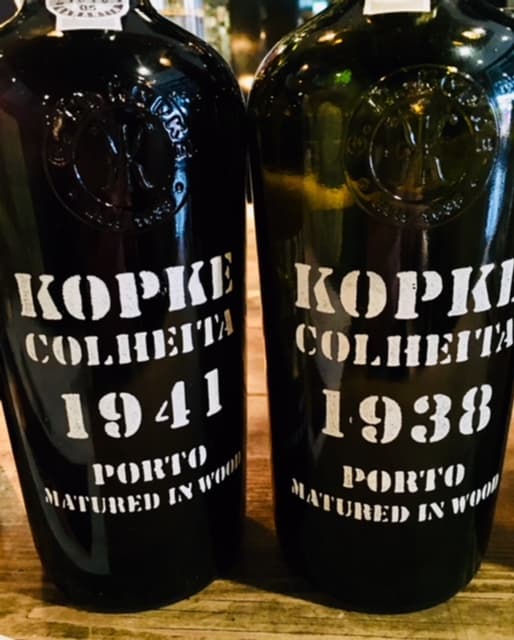 KOPKE
COLHEITA
1941
PORTO
MATURED IN WOOD
KOPKE
COLHEITA
1938
PORTO
MATURED IN WOOD